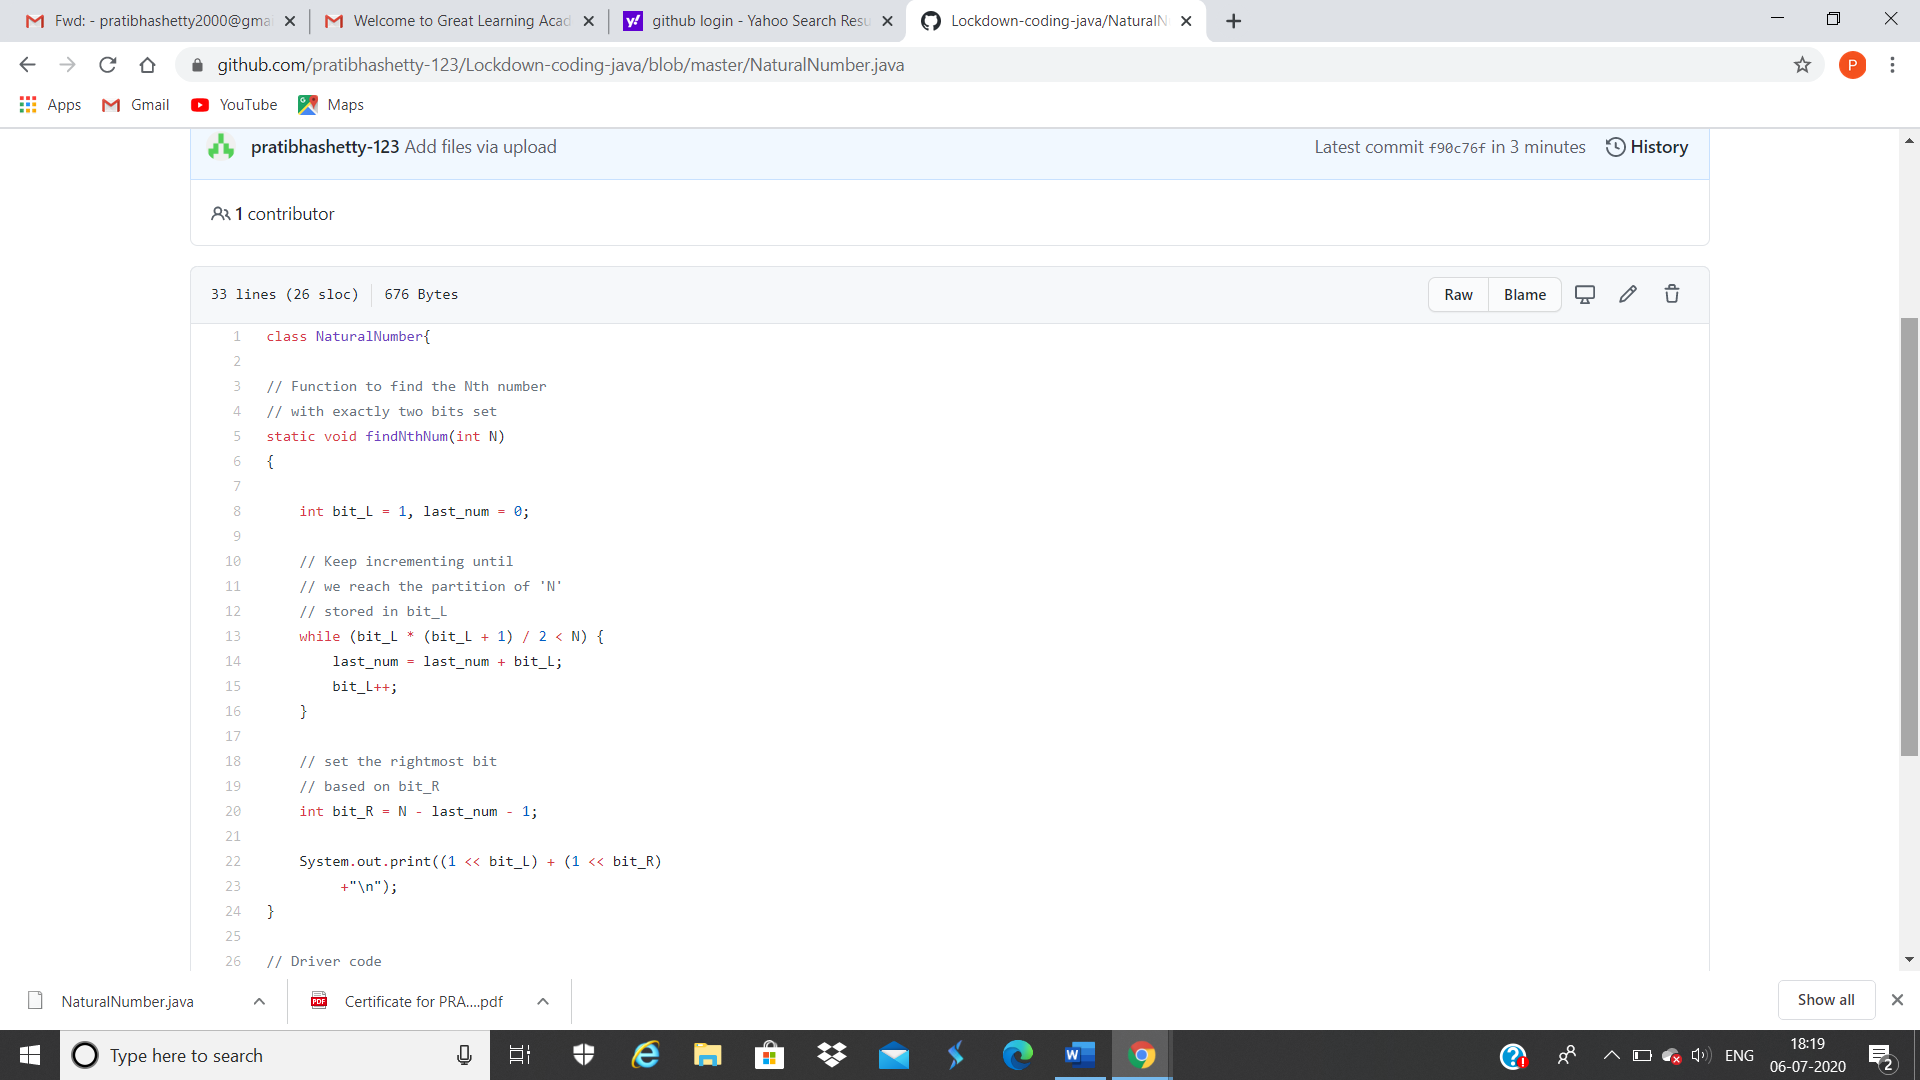 Fwd: - pratibhashetty2000@gmai
Welcome to Great Learning Acad
github login - Yahoo Search Resu
Lockdown-coding-java/NaturalN
github.com/pratibhashetty-123/Lockdown-coding-java/blob/master/NaturalNumber.java
P
Apps Gmail YouTube Maps
pratibhashetty-123 Add files via upload
Latest commit f90c76f in 3 minutes History
1 contributor
33 lines (26 sloc) 676 Bytes
Raw Blame
1 class NaturalNumber{
2
3 // Function to find the Nth number
4 // with exactly two bits set
5 static void findNthNum(int N)
6 {
7
8 int bit_L = 1, last_num = 0;
9
10 // Keep incrementing until
11 // we reach the partition of 'N'
12 // stored in bit_L
13 while (bit_L * (bit_L + 1) / 2 < N) {
14 last_num = last_num + bit_L;
15 bit_L++;
16 }
17
18 // set the rightmost bit
19 // based on bit_R
20 int bit_R = N - last_num - 1;
21
22 System.out.print((1 << bit_L) + (1 << bit_R)
23 +"\n");
24 }
25
26 // Driver code
NaturalNumber.java
Certificate for PRA....pdf
Show all
Type here to search
ENG
18:19
06-07-2020
2